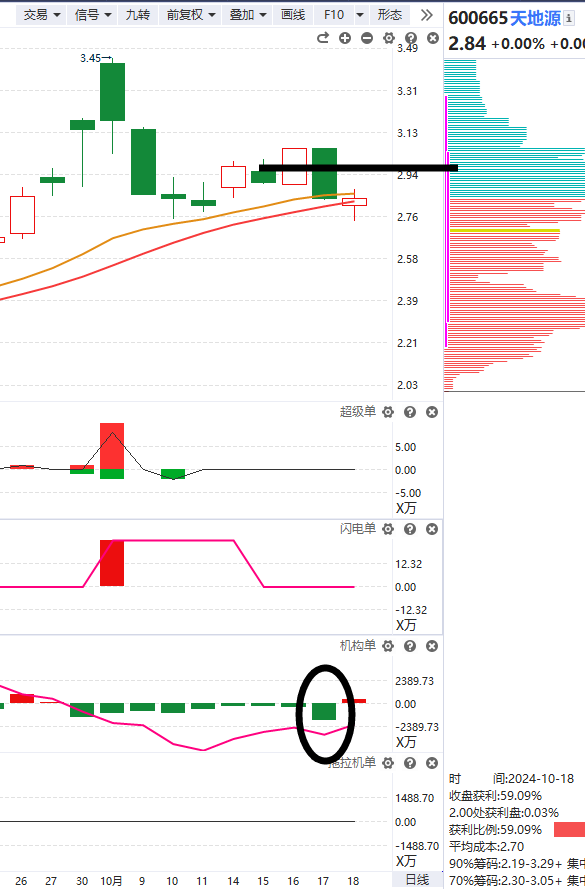 交易 信号 九转 前复权 叠加 画线 F10 形态
600665 天地源
2.84 +0.00% +0.00
3.49
3.45
3.31
3.13
2.94
2.76
2.58
2.39
2.21
2.03
超级单
5.00
0.00
-5.00
X万
闪电单
12.32
0.00
-12.32
X万
机构单
2389.73
0.00
-2389.73
X万
拖拉机单
1488.70
0.00
-1488.70
X万
26 27 30 10月 9 10 11 14 15 16 17 18 日线
时 间:2024-10-18
收盘获利:59.09%
2.00处获利盘:0.03%
获利比例:59.09%
平均成本:2.70
90%筹码:2.19-3.29+ 集中
70%筹码:2.30-3.05+ 集中